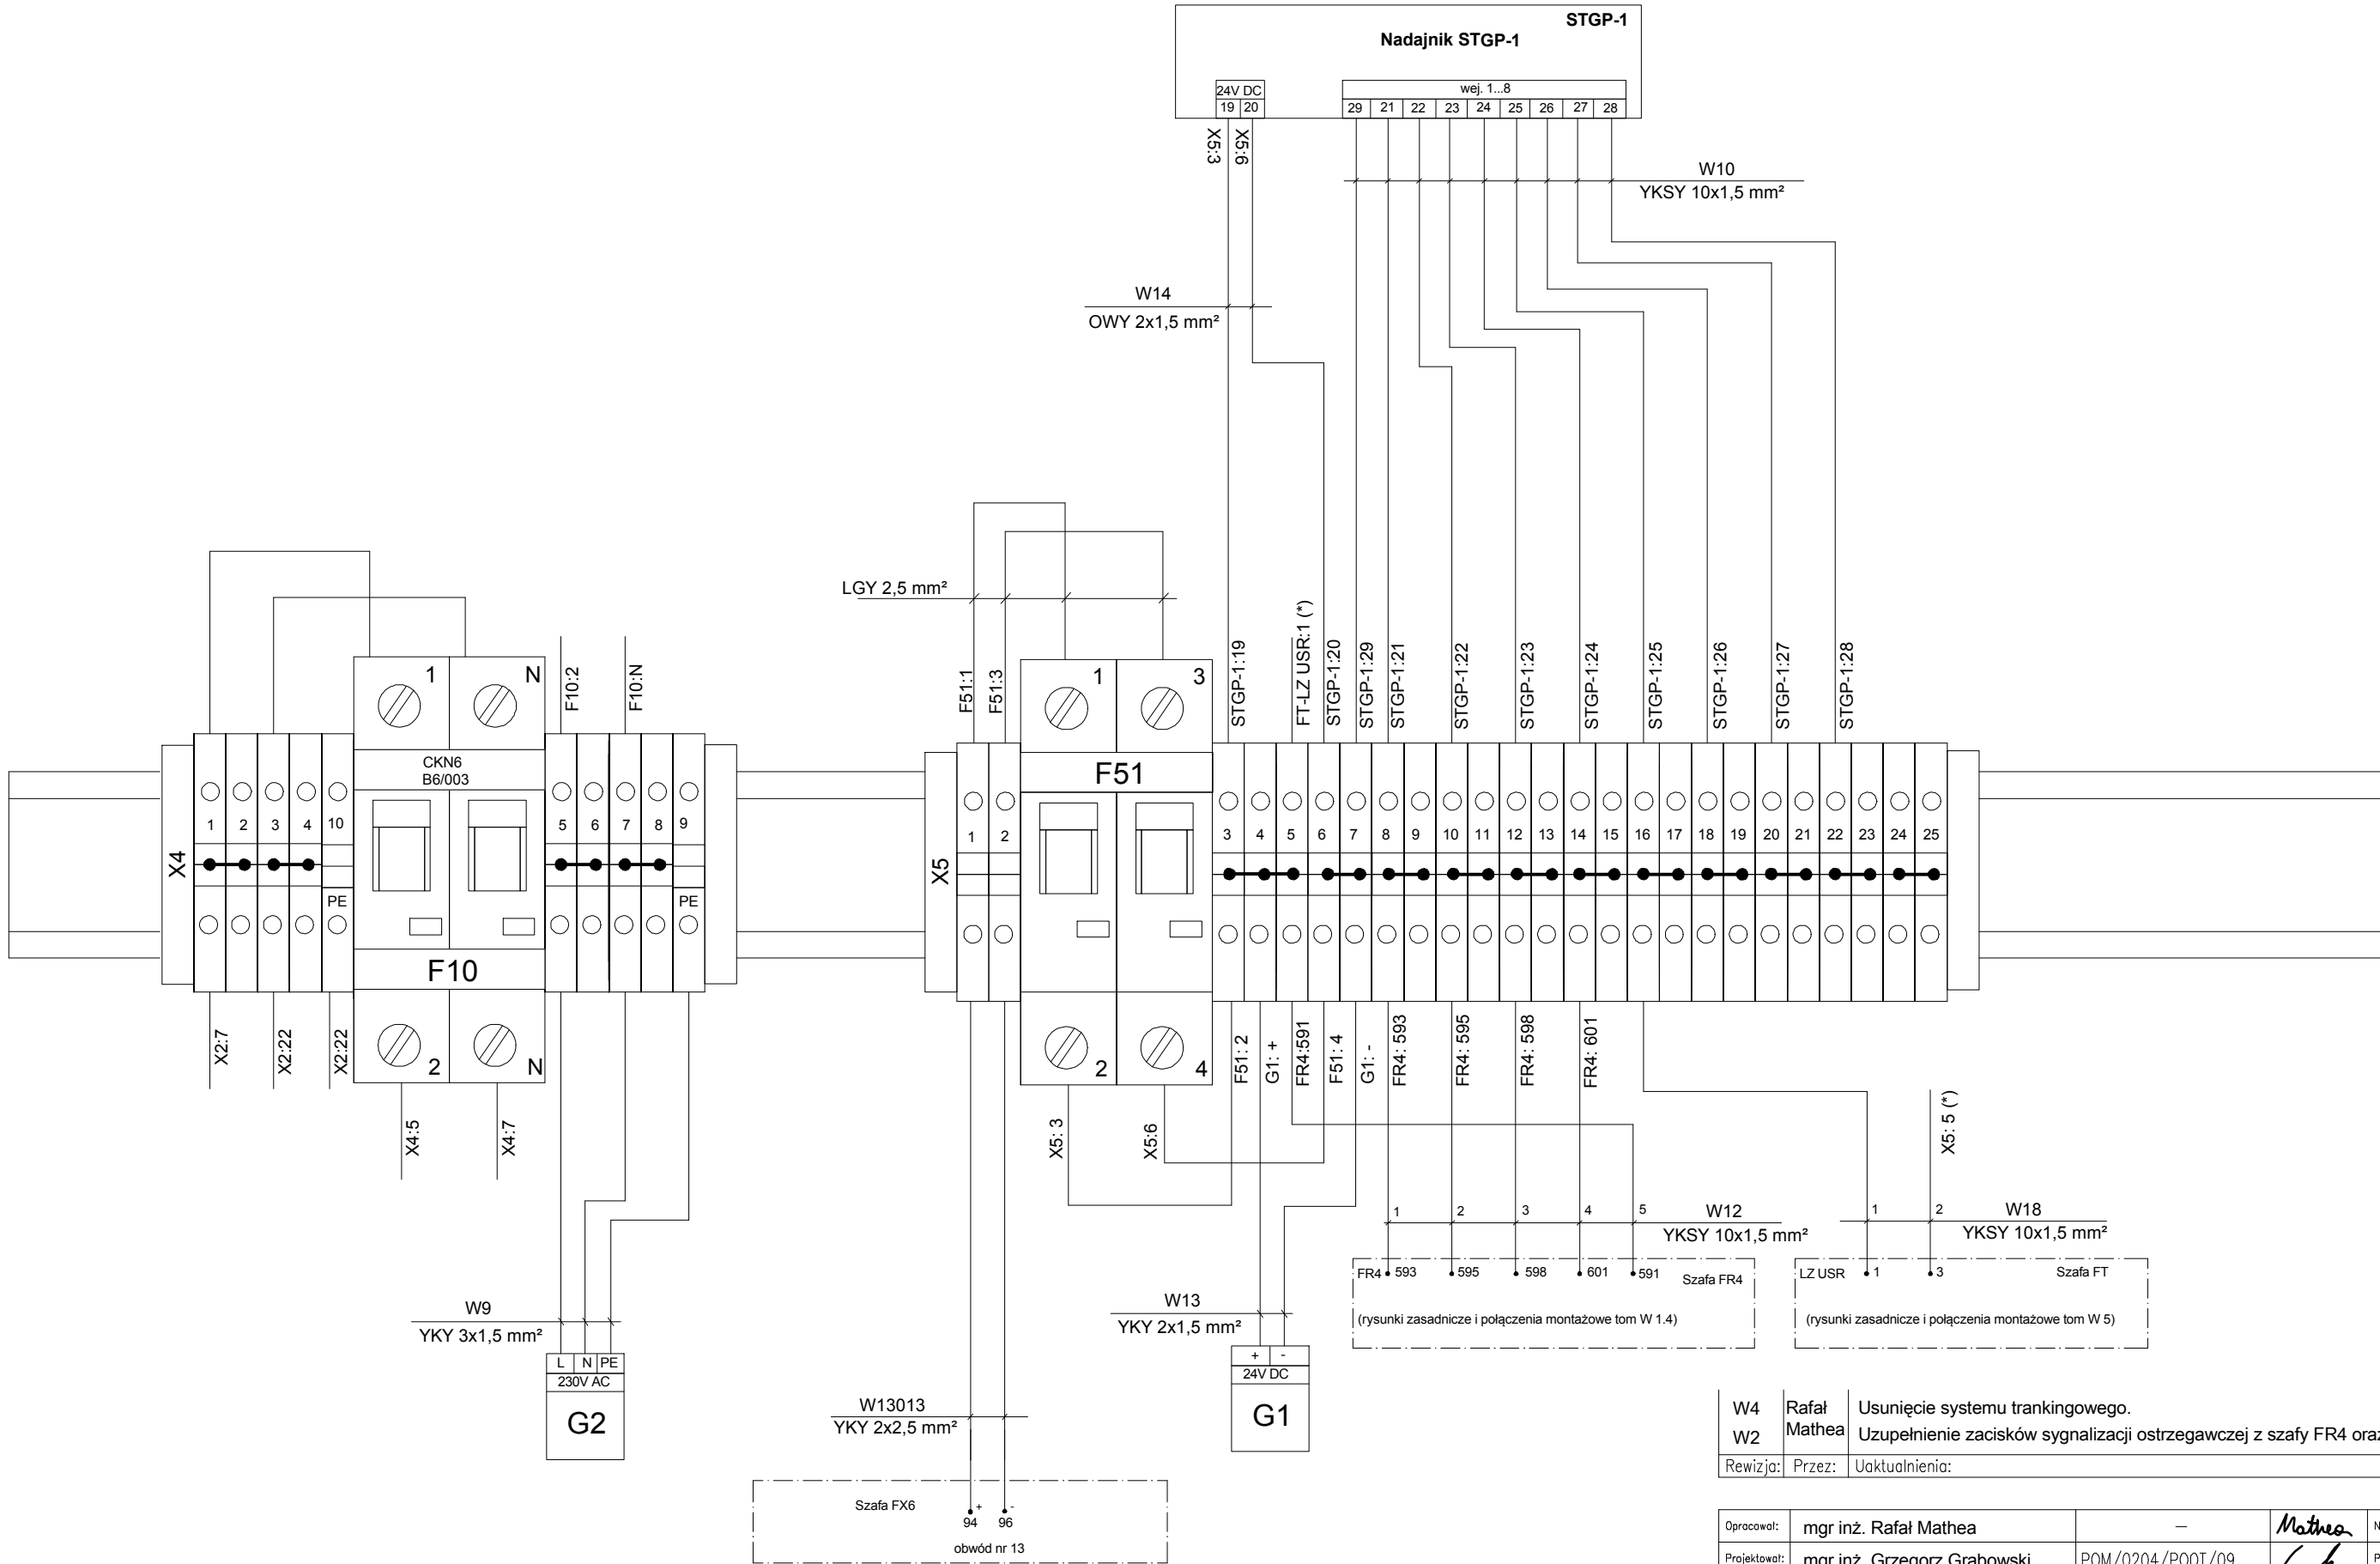 STGP-1
Nadajnik STGP-1
24V DC
wej. 1...8
19 20
29 21 22 23 24 25 26 27 28
X5:3
X5:6
W10
YKSY 10x1,5 mm²
W14
OWY 2x1,5 mm²
LGY 2,5 mm²
F10:2
F10:N
F51:1
F51:3
STGP-1:19
FT-LZ USR:1 (*)
STGP-1:20
STGP-1:29
STGP-1:21
STGP-1:22
STGP-1:23
STGP-1:24
STGP-1:25
STGP-1:26
STGP-1:27
STGP-1:28
1 N
1 3
CKN6
B6/003
F51
X4
1 2 3 4 10
5 6 7 8 9
PE
PE
X5
1 2
3 4 5 6 7 8 9 10 11 12 13 14 15 16 17 18 19 20 21 22 23 24 25
F10
2 N
2 4
X2:7
X2:22
X2:22
X4:5
X4:7
X5: 3
X5:6
F51: 2
G1: +
FR4:591
F51: 4
G1: -
FR4: 593
FR4: 595
FR4: 598
FR4: 601
X5: 5 (*)
1 2 3 4 5 W12
YKSY 10x1,5 mm²
1 2 W18
YKSY 10x1,5 mm²
FR4 593 595 598 601 591 Szafa FR4
(rysunki zasadnicze i połączenia montażowe tom W 1.4)
LZ USR 1 3 Szafa FT
(rysunki zasadnicze i połączenia montażowe tom W 5)
W9
YKY 3x1,5 mm²
L N PE
230V AC
G2
W13
YKY 2x1,5 mm²
+ -
24V DC
G1
W13013
YKY 2x2,5 mm²
Szafa FX6
+ -
94 96
obwód nr 13
W4 Rafał Mathea Usunięcie systemu trankingowego.
W2 Uzupełnienie zacisków sygnalizacji ostrzegawczej z szafy FR4
Rewizja: Przez: Uaktualnienia:
Opracował: mgr inż. Rafał Mathea — Mathea
Projektował: mgr inż. Grzegorz Grabowski POM/0204/POOT/09